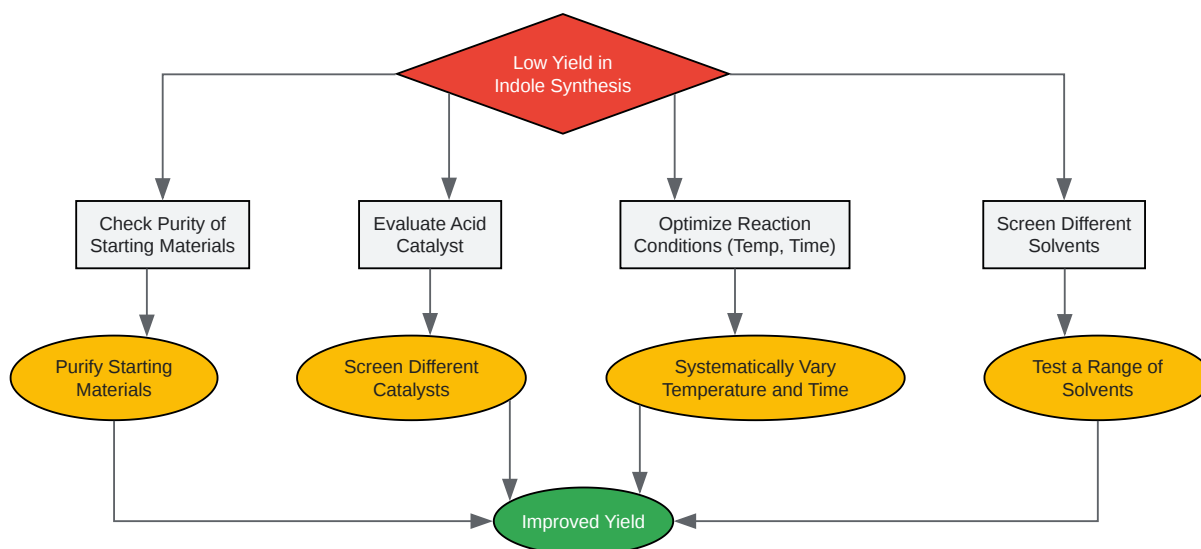 Low Yield in
Indole Synthesis
Check Purity of
Starting Materials
Evaluate Acid
Catalyst
Optimize Reaction
Conditions (Temp, Time)
Screen Different
Solvents
Purify Starting
Materials
Screen Different
Catalysts
Systematically Vary
Temperature and Time
Test a Range of
Solvents
Improved Yield